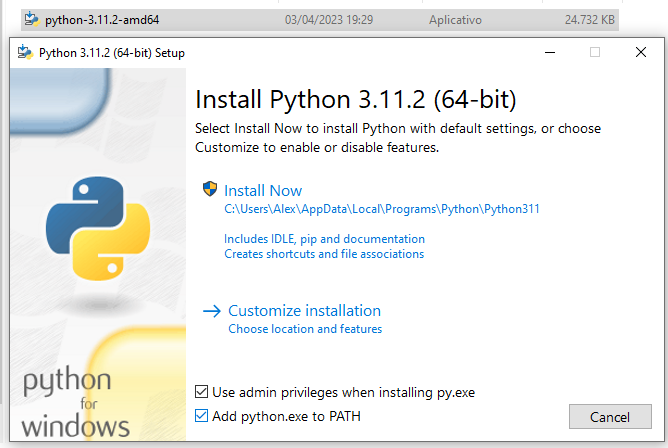 python-3.11.2-amd64 03/04/2023 19:29 Aplicativo 24.732 KB
Python 3.11.2 (64-bit) Setup
Install Python 3.11.2 (64-bit)
Select Install Now to install Python with default settings, or choose
Customize to enable or disable features.
Install Now
C:\Users\Alex\AppData\Local\Programs\Python\Python311
Includes IDLE, pip and documentation
Creates shortcuts and file associations
Customize installation
Choose location and features
python
for
windows
Use admin privileges when installing py.exe
Add python.exe to PATH
Cancel